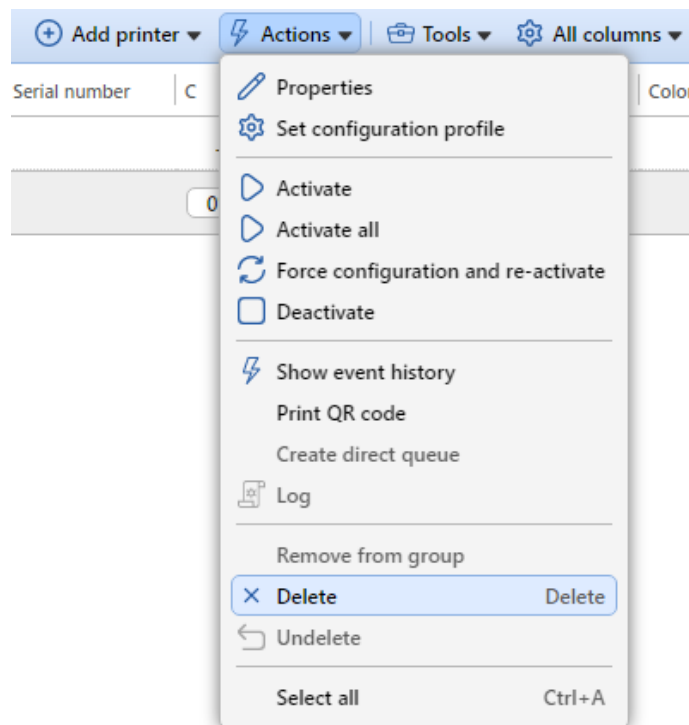 Add printer Actions Tools All columns
Serial number C Color
Properties
Set configuration profile
0
Activate
Activate all
Force configuration and re-activate
Deactivate
Show event history
Print QR code
Create direct queue
Log
Remove from group
Delete Delete
Undelete
Select all Ctrl+A